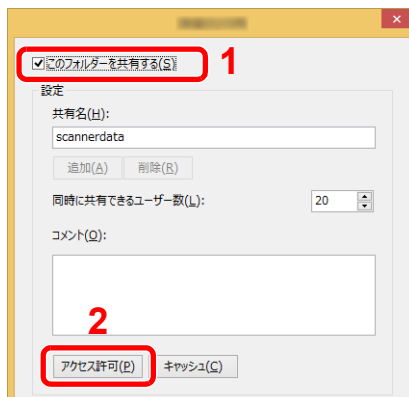 このフォルダーを共有する(S)
1
設定
共有名(H):
scannerdata
追加(A) 削除(R)
同時に共有できるユーザー数(L): 20
コメント(O):
2
アクセス許可(P) キャッシュ(C)